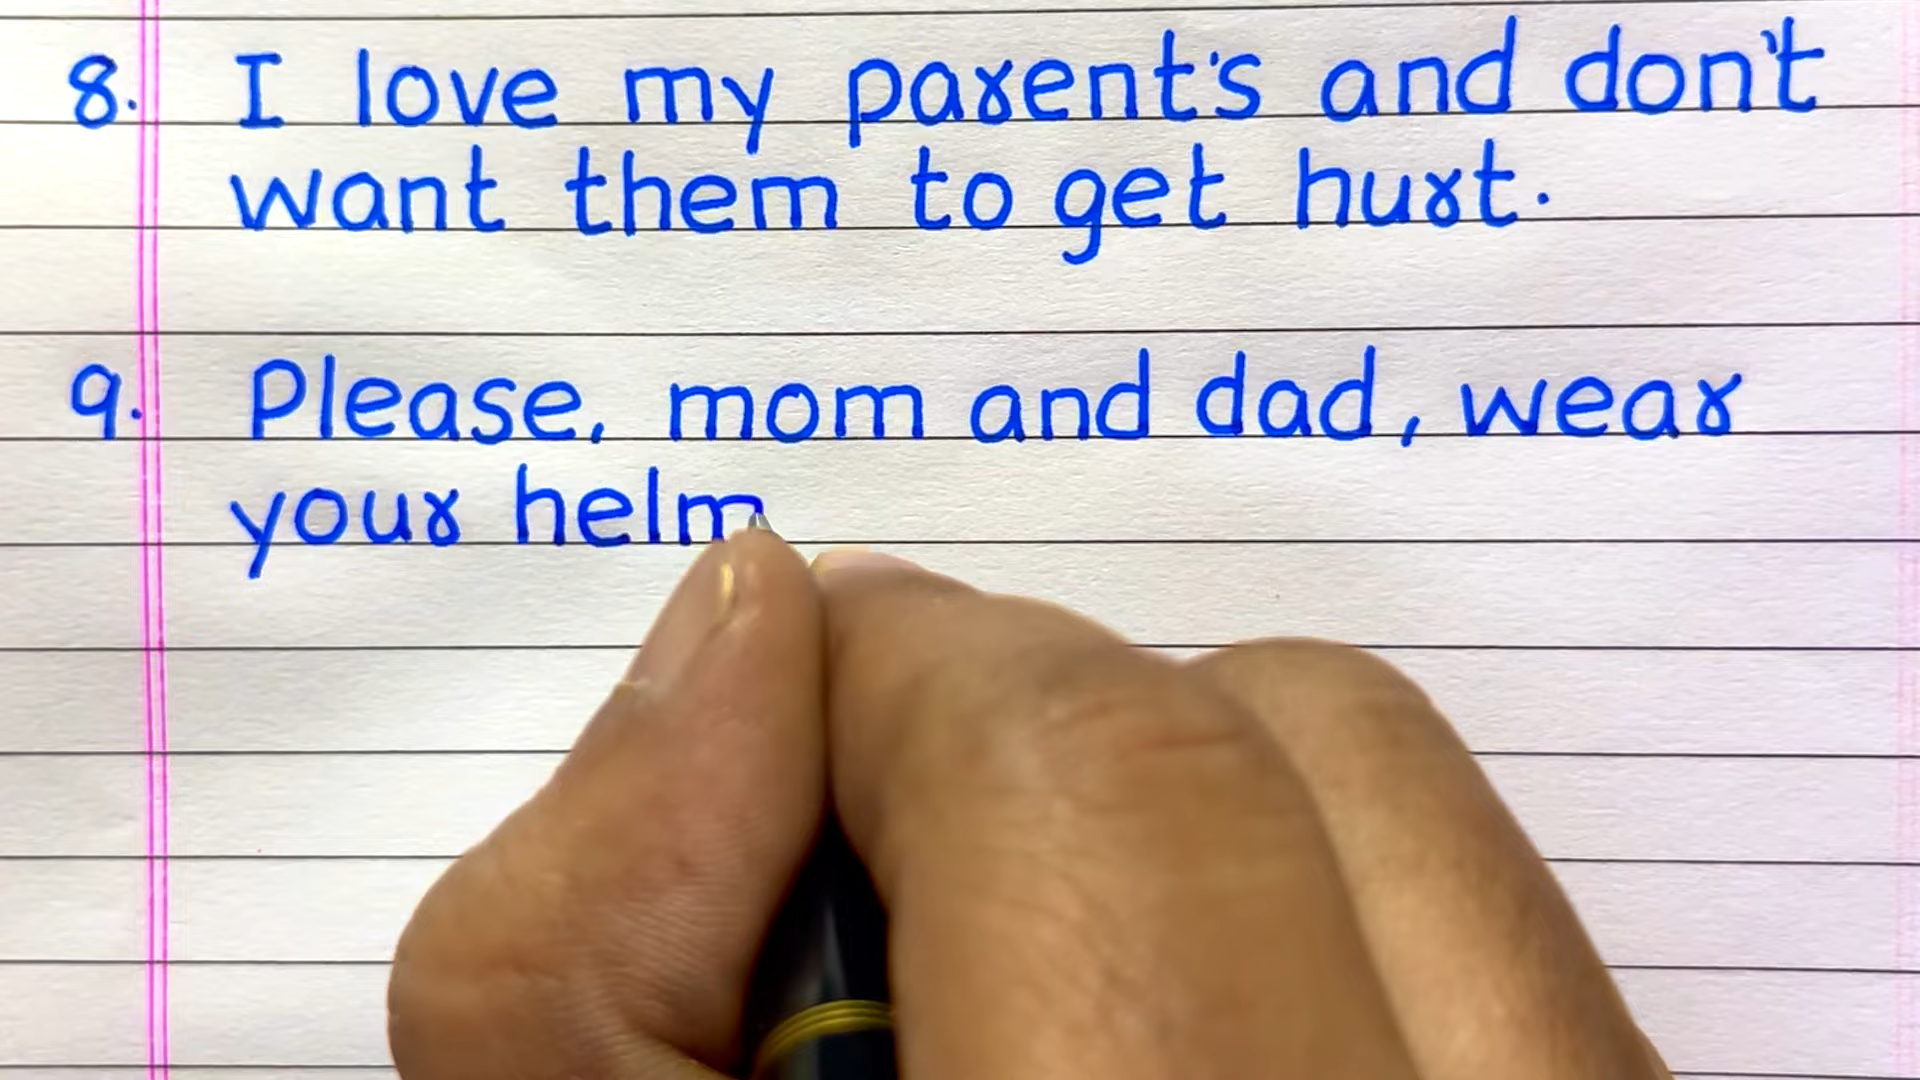 8. I love my parent's and don't
want them to get hurt.
9. Please, mom and dad, wear
your helm